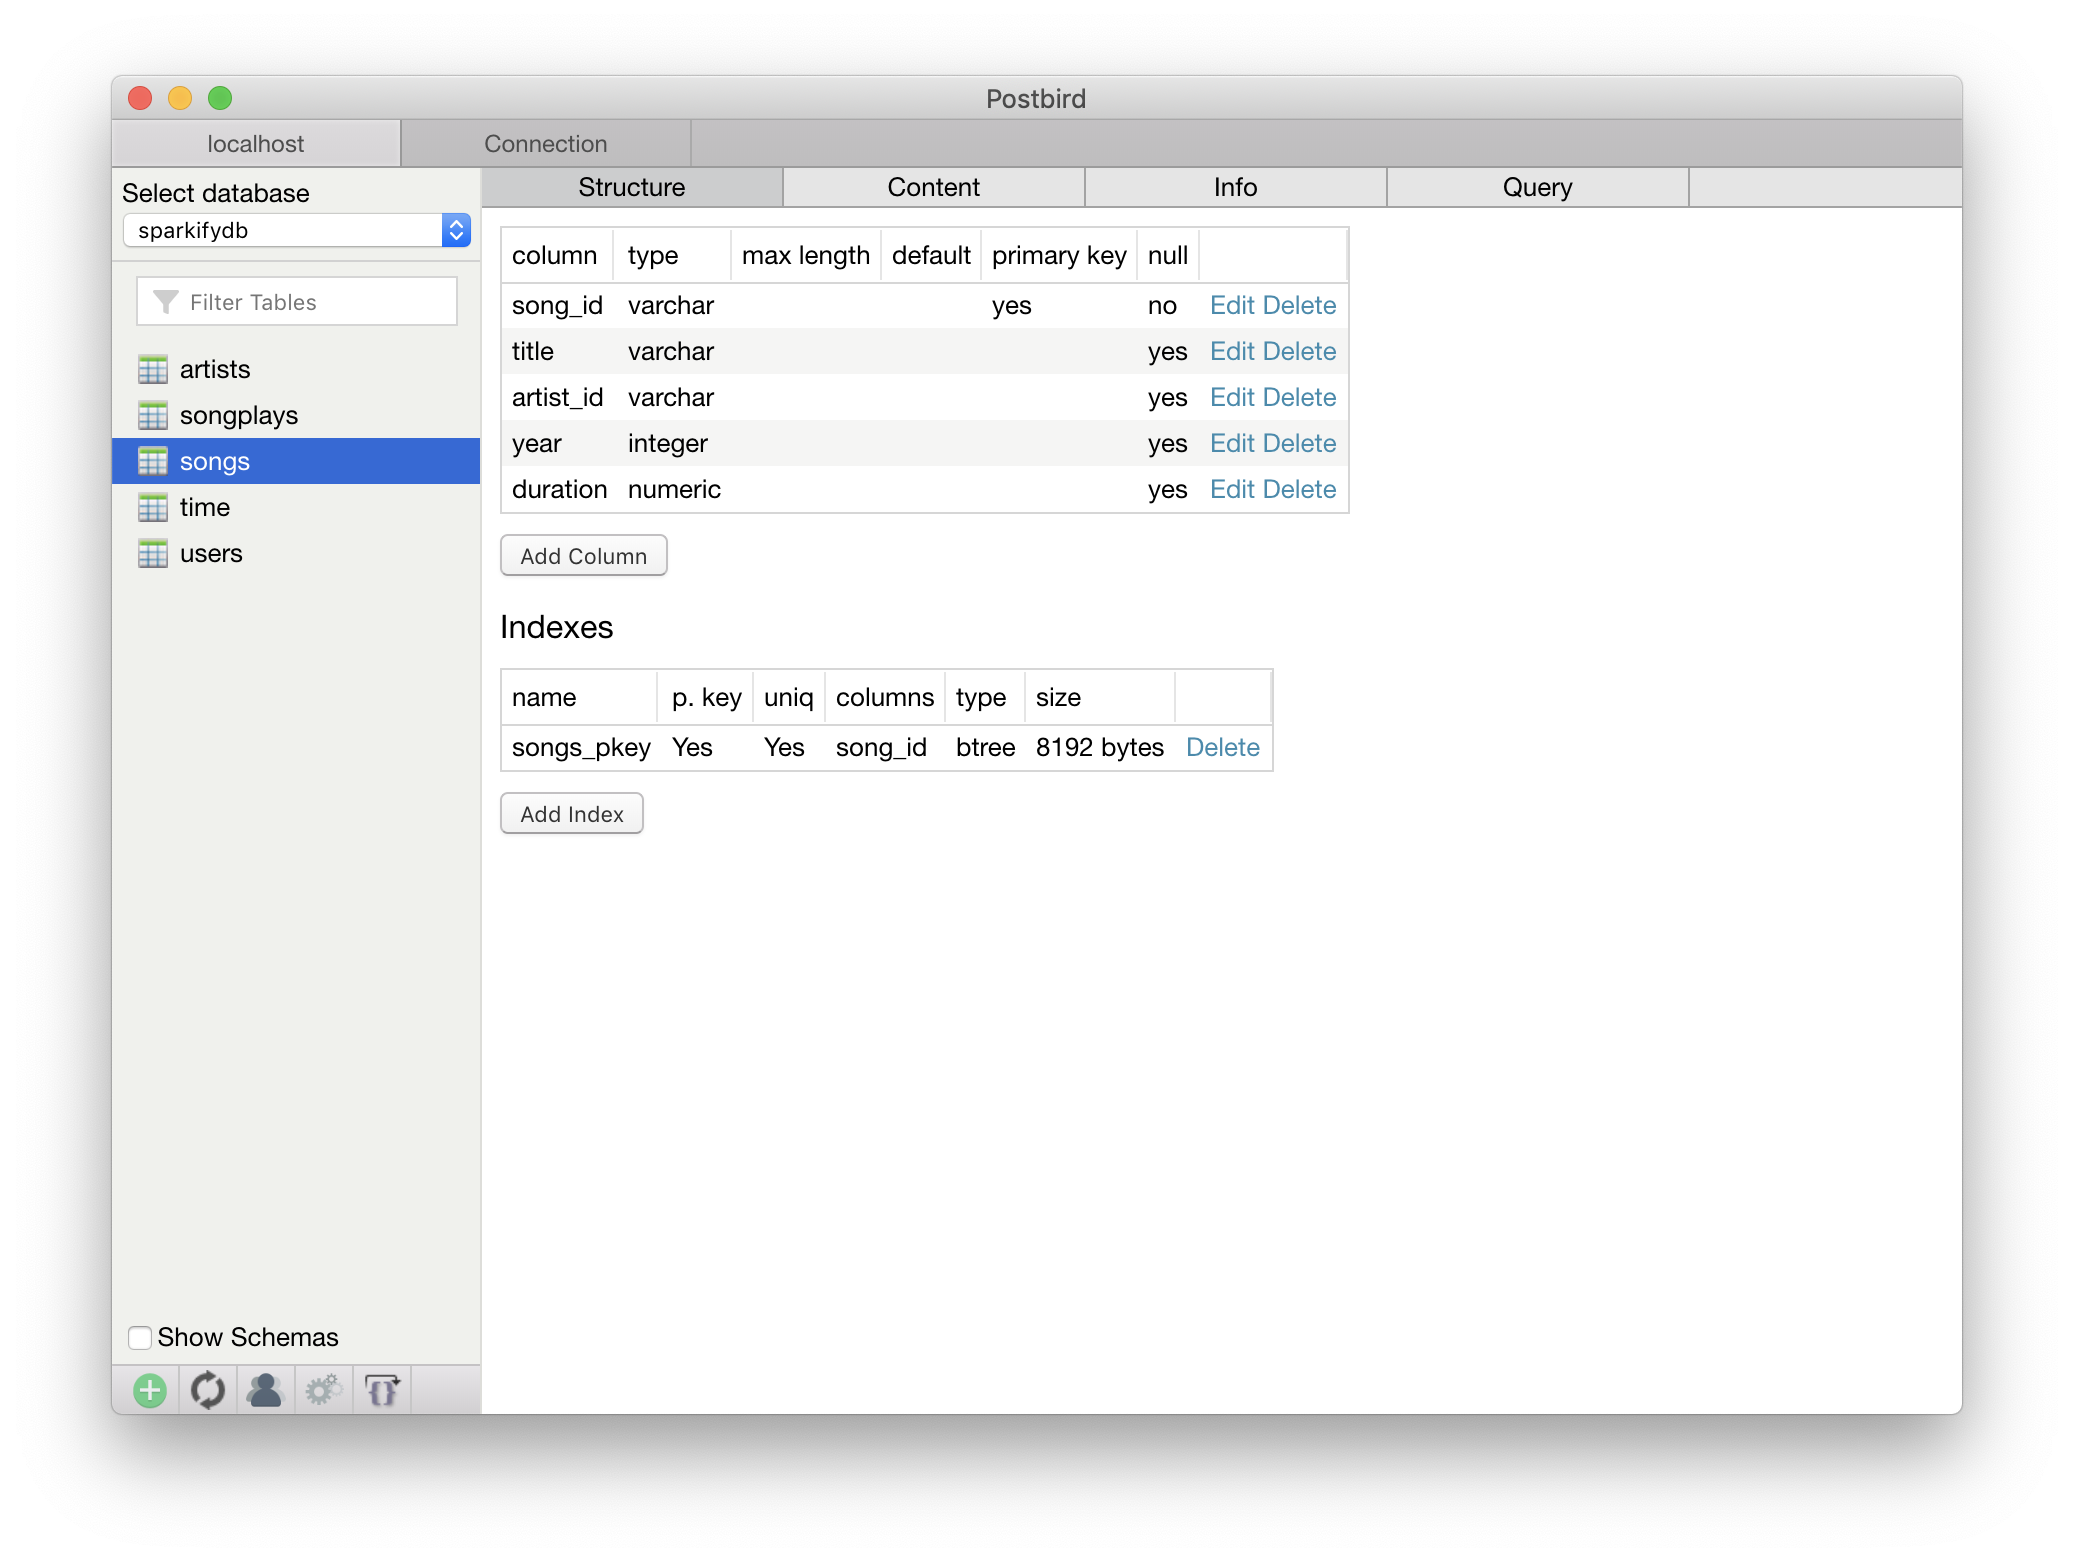 Postbird
localhost Connection
Select database
sparkifydb
Filter Tables
artists
songplays
songs
time
users
Show Schemas
Structure Content Info Query
column type max length default primary key null
song_id varchar yes no Edit Delete
title varchar yes Edit Delete
artist_id varchar yes Edit Delete
year integer yes Edit Delete
duration numeric yes Edit Delete
Add Column
Indexes
name p. key uniq columns type size
songs_pkey Yes Yes song_id btree 8192 bytes Delete
Add Index